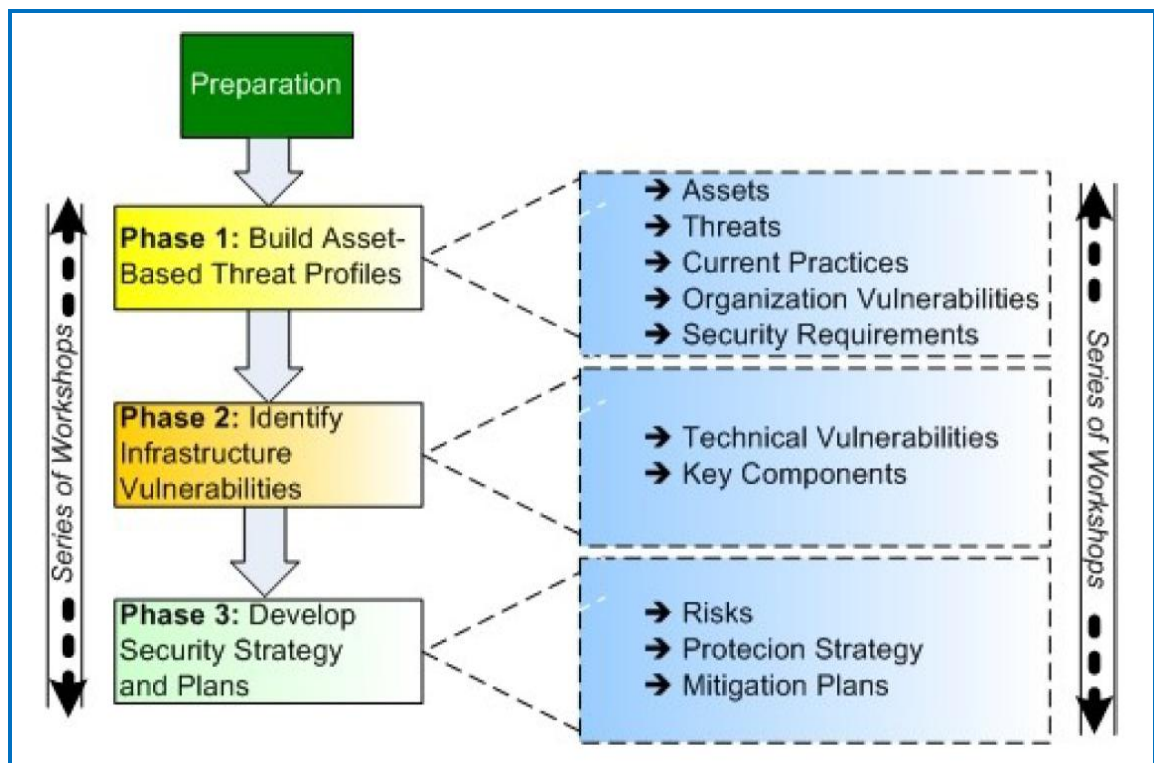 Preparation
Phase 1: Build Asset-
Based Threat Profiles
➔ Assets
➔ Threats
➔ Current Practices
➔ Organization Vulnerabilities
➔ Security Requirements
Phase 2: Identify
Infrastructure
Vulnerabilities
➔ Technical Vulnerabilities
➔ Key Components
Phase 3: Develop
Security Strategy
and Plans
➔ Risks
➔ Protecion Strategy
➔ Mitigation Plans
Series of Workshops
Series of Workshops